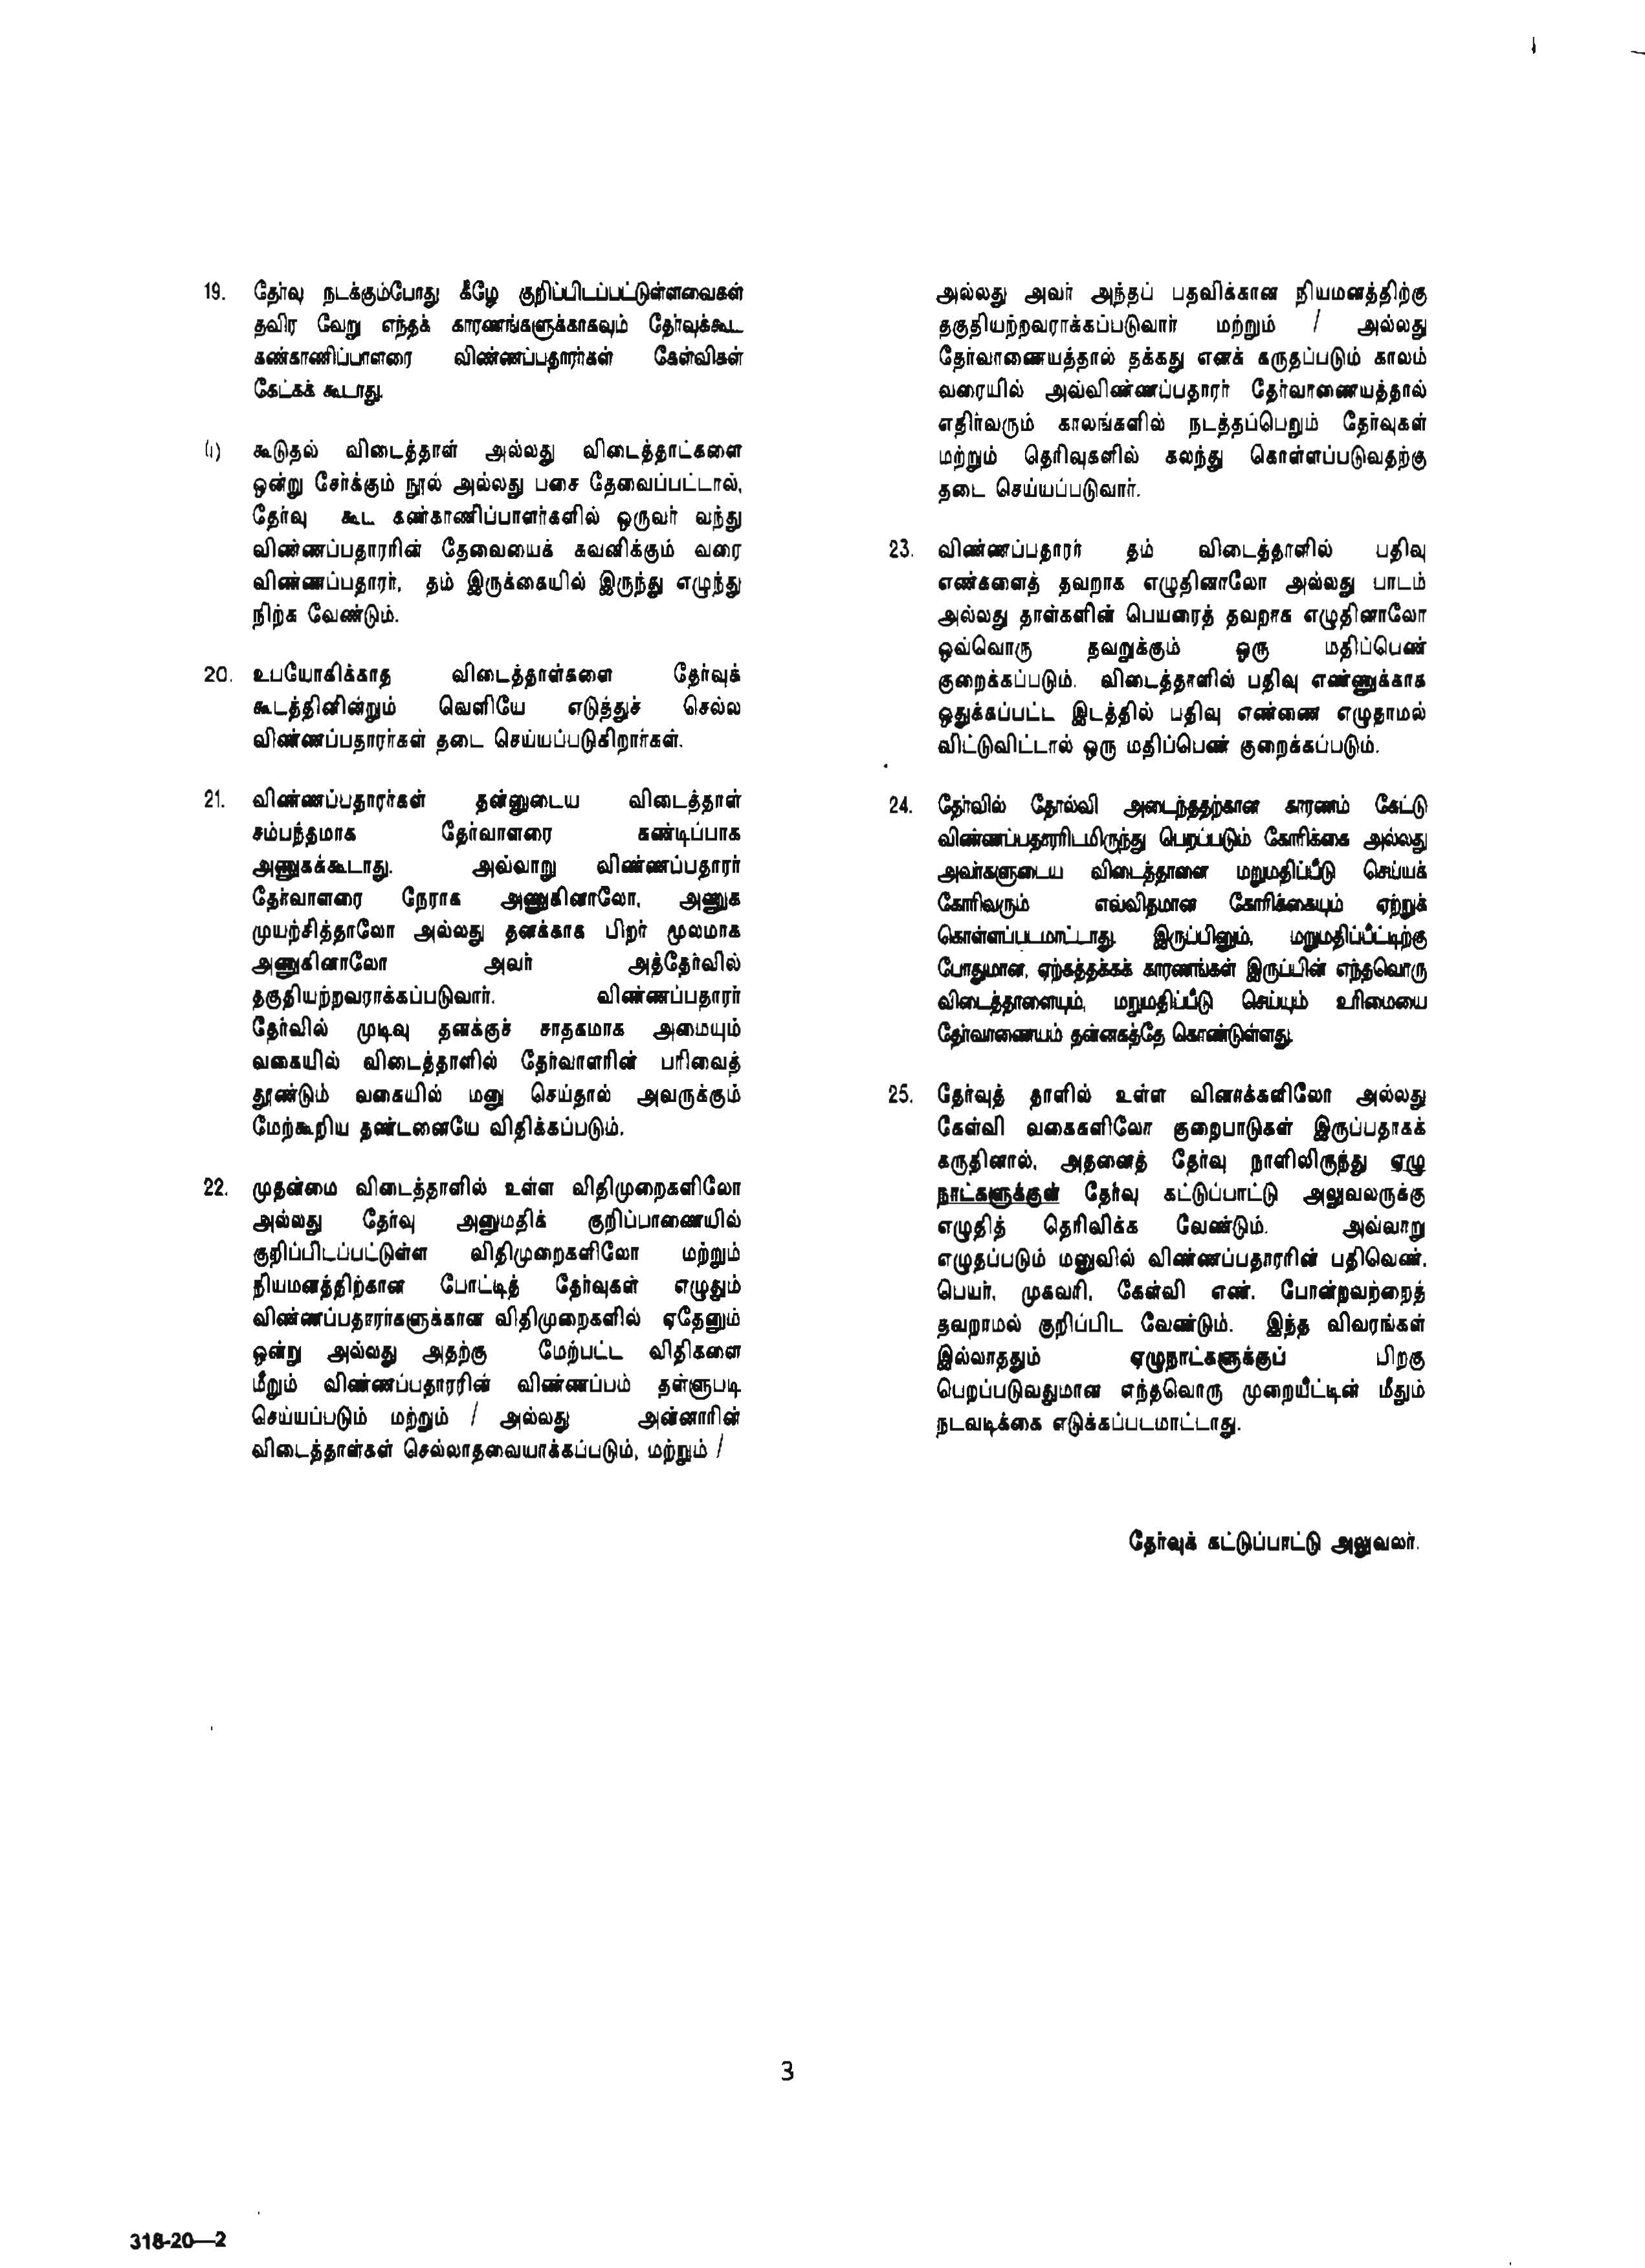 19. தேர்வு நடக்கும்போது கீழே குறிப்பிடப்பட்டுள்ளவைகள்
தவிர வேறு எந்தக் காரணங்களுக்காகவும் தேர்வுக்கூட
கண்காணிப்பாளரை விண்ணப்பதாரர்கள் கேள்விகள்
கேட்கக் கூடாது.
(i) கூடுதல் விடைத்தாள் அல்லது விடைத்தாட்களை
ஒன்று சேர்க்கும் நூல் அல்லது பசை தேவைப்பட்டால்,
தேர்வு கூட கண்காணிப்பாளர்களில் ஒருவர் வந்து
விண்ணப்பதாரரின் தேவையைக் கவனிக்கும் வரை
விண்ணப்பதாரர், தம் இருக்கையில் இருந்து எழுந்து
நிற்க வேண்டும்.
20. உபயோகிக்காத விடைத்தாள்களை தேர்வுக்
கூடத்தினின்றும் வெளியே எடுத்துச் செல்ல
விண்ணப்பதாரர்கள் தடை செய்யப்படுகிறார்கள்.
21. விண்ணப்பதாரர்கள் தன்னுடைய விடைத்தாள்
சம்பந்தமாக தேர்வாளரை கண்டிப்பாக
அணுகக்கூடாது. அவ்வாறு விண்ணப்பதாரர்
தேர்வாளரை நேராக அணுகினாலோ, அணுக
முயற்சித்தாலோ அல்லது தனக்காக பிறர் மூலமாக
அணுகினாலோ அவர் அத்தேர்வில்
தகுதியற்றவராக்கப்படுவார். விண்ணப்பதாரர்
தேர்வில் முடிவு தனக்குச் சாதகமாக அமையும்
வகையில் விடைத்தாளில் தேர்வாளரின் பரிவைத்
தூண்டும் வகையில் மனு செய்தால் அவருக்கும்
மேற்கூறிய தண்டனையே விதிக்கப்படும்.
22. முதன்மை விடைத்தாளில் உள்ள விதிமுறைகளிலோ
அல்லது தேர்வு அனுமதிக் குறிப்பாணையில்
குறிப்பிடப்பட்டுள்ள விதிமுறைகளிலோ மற்றும்
நியமனத்திற்கான போட்டித் தேர்வுகள் எழுதும்
விண்ணப்பதாரர்களுக்கான விதிமுறைகளில் ஏதேனும்
ஒன்று அல்லது அதற்கு மேற்பட்ட விதிகளை
மீறும் விண்ணப்பதாரரின் விண்ணப்பம் தள்ளுபடி
செய்யப்படும் மற்றும் / அல்லது அன்னாரின்
விடைத்தாள்கள் செல்லாதவையாக்கப்படும், மற்றும் /
அல்லது அவர் அந்தப் பதவிக்கான நியமனத்திற்கு
தகுதியற்றவராக்கப்படுவார் மற்றும் / அல்லது
தேர்வாணையத்தால் தக்கது எனக் கருதப்படும் காலம்
வரையில் அவ்விண்ணப்பதாரர் தேர்வாணையத்தால்
எதிர்வரும் காலங்களில் நடத்தப்பெறும் தேர்வுகள்
மற்றும் தெரிவுகளில் கலந்து கொள்ளப்படுவதற்கு
தடை செய்யப்படுவார்.
23. விண்ணப்பதாரர் தம் விடைத்தாளில் பதிவு
எண்களைத் தவறாக எழுதினாலோ அல்லது பாடம்
அல்லது தாள்களின் பெயரைத் தவறாக எழுதினாலோ
ஒவ்வொரு தவறுக்கும் ஒரு மதிப்பெண்
குறைக்கப்படும். விடைத்தாளில் பதிவு எண்ணுக்காக
ஒதுக்கப்பட்ட இடத்தில் பதிவு எண்ணை எழுதாமல்
விட்டுவிட்டால் ஒரு மதிப்பெண் குறைக்கப்படும்.
24. தேர்வில் தோல்வி அடைந்ததற்கான காரணம் கேட்டு
விண்ணப்பதாரரிடமிருந்து பெறப்படும் கோரிக்கை அல்லது
அவர்களுடைய விடைத்தாளை மறுமதிப்பீடு செய்யக்
கோரிவரும் எவ்விதமான கோரிக்கையும் ஏற்றுக்
கொள்ளப்படமாட்டாது. இருப்பினும், மறுமதிப்பீட்டிற்கு
போதுமான, ஏற்கத்தக்கக் காரணங்கள் இருப்பின் எந்தவொரு
விடைத்தாளையும், மறுமதிப்பீடு செய்யும் உரிமையை
தேர்வாணையம் தன்னகத்தே கொண்டுள்ளது.
25. தேர்வுத் தாளில் உள்ள வினாக்களிலோ அல்லது
கேள்வி வகைகளிலோ குறைபாடுகள் இருப்பதாகக்
கருதினால், அதனைத் தேர்வு நாளிலிருந்து ஏழு
நாட்களுக்குள் தேர்வு கட்டுப்பாட்டு அலுவலருக்கு
எழுதித் தெரிவிக்க வேண்டும். அவ்வாறு
எழுதப்படும் மனுவில் விண்ணப்பதாரரின் பதிவெண்,
பெயர், முகவரி, கேள்வி எண். போன்றவற்றைத்
தவறாமல் குறிப்பிட வேண்டும். இந்த விவரங்கள்
இல்லாததும் ஏழுநாட்களுக்குப் பிறகு
பெறப்படுவதுமான எந்தவொரு முறையீட்டின் மீதும்
நடவடிக்கை எடுக்கப்படமாட்டாது.
தேர்வுக் கட்டுப்பாட்டு அலுவலர்.
3
318-20—2